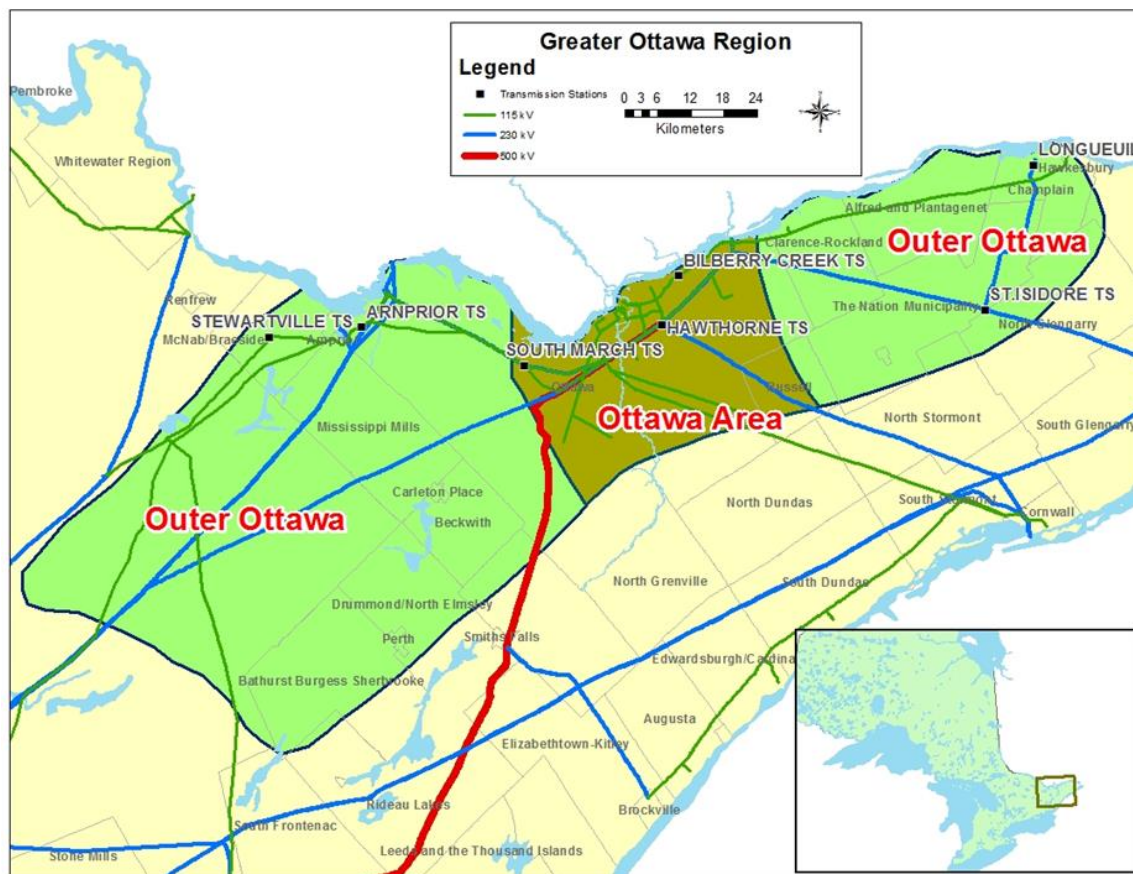 Greater Ottawa Region
Legend
Transmission Stations
115 kV
230 kV
500 kV
0 3 6 12 18 24
Kilometers
Pembroke
Whitewater Region
LONGUEUIL
Hawkesbury
Champlain
Alfred and Plantagenet
Clarence-Rockland
Outer Ottawa
BILBERRY CREEK TS
The Nation Municipality
ST.ISIDORE TS
North Glengarry
Renfrew
STEWARTVILLE TS
ARNPRIOR TS
McNab/Braeside
Arnprior
HAWTHORNE TS
SOUTH MARCH TS
Ottawa
Russell
Ottawa Area
North Stormont
South Glengarry
Mississippi Mills
Carleton Place
Beckwith
Outer Ottawa
North Dundas
South Stormont
Cornwall
North Grenville
South Dundas
Drummond/North Elmsley
Perth
Smiths Falls
Edwardsburgh/Cardinal
Bathurst Burgess Sherbrooke
Augusta
Elizabethtown-Kitley
Brockville
Rideau Lakes
South Frontenac
Stone Mills
Leeds and the Thousand Islands